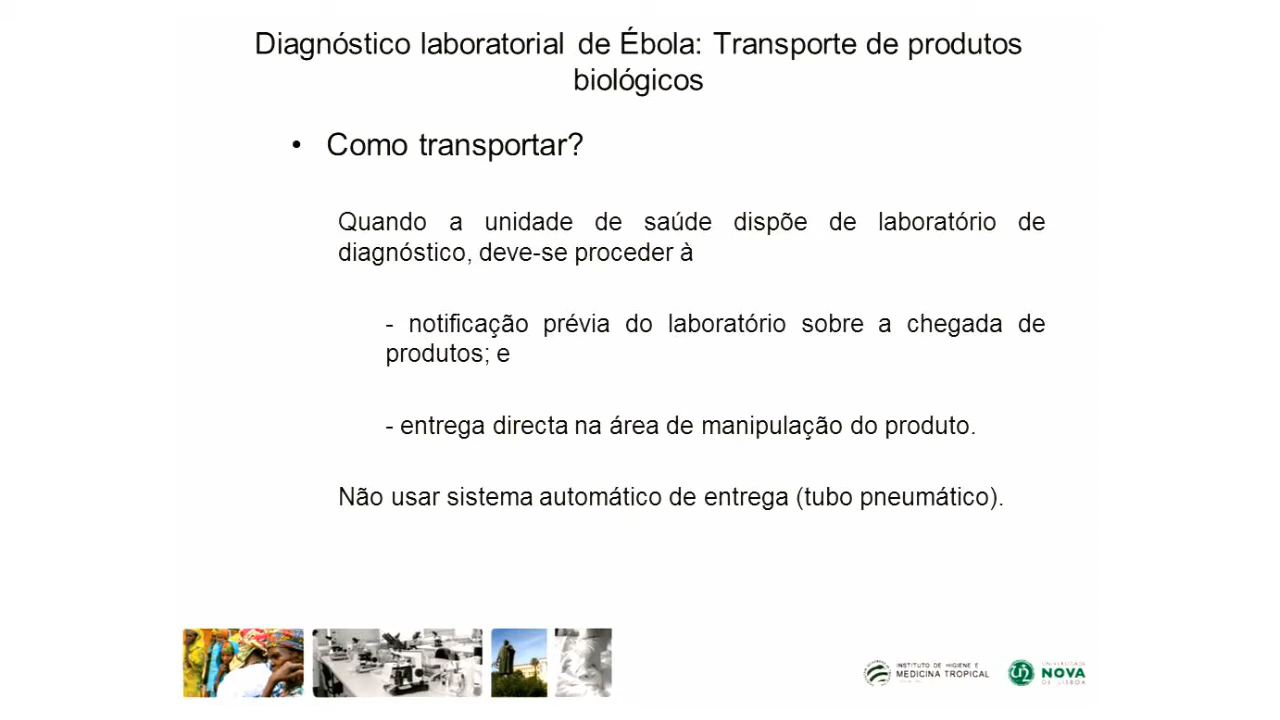 Diagnóstico laboratorial de Ébola: Transporte de produtos
biológicos
• Como transportar?
Quando a unidade de saúde dispõe de laboratório de
diagnóstico, deve-se proceder à
- notificação prévia do laboratório sobre a chegada de
produtos; e
- entrega directa na área de manipulação do produto.
Não usar sistema automático de entrega (tubo pneumático).
INSTITUTO DE HIGIENE E
MEDICINA TROPICAL
UNIVERSIDADE
NOVA
DE LISBOA